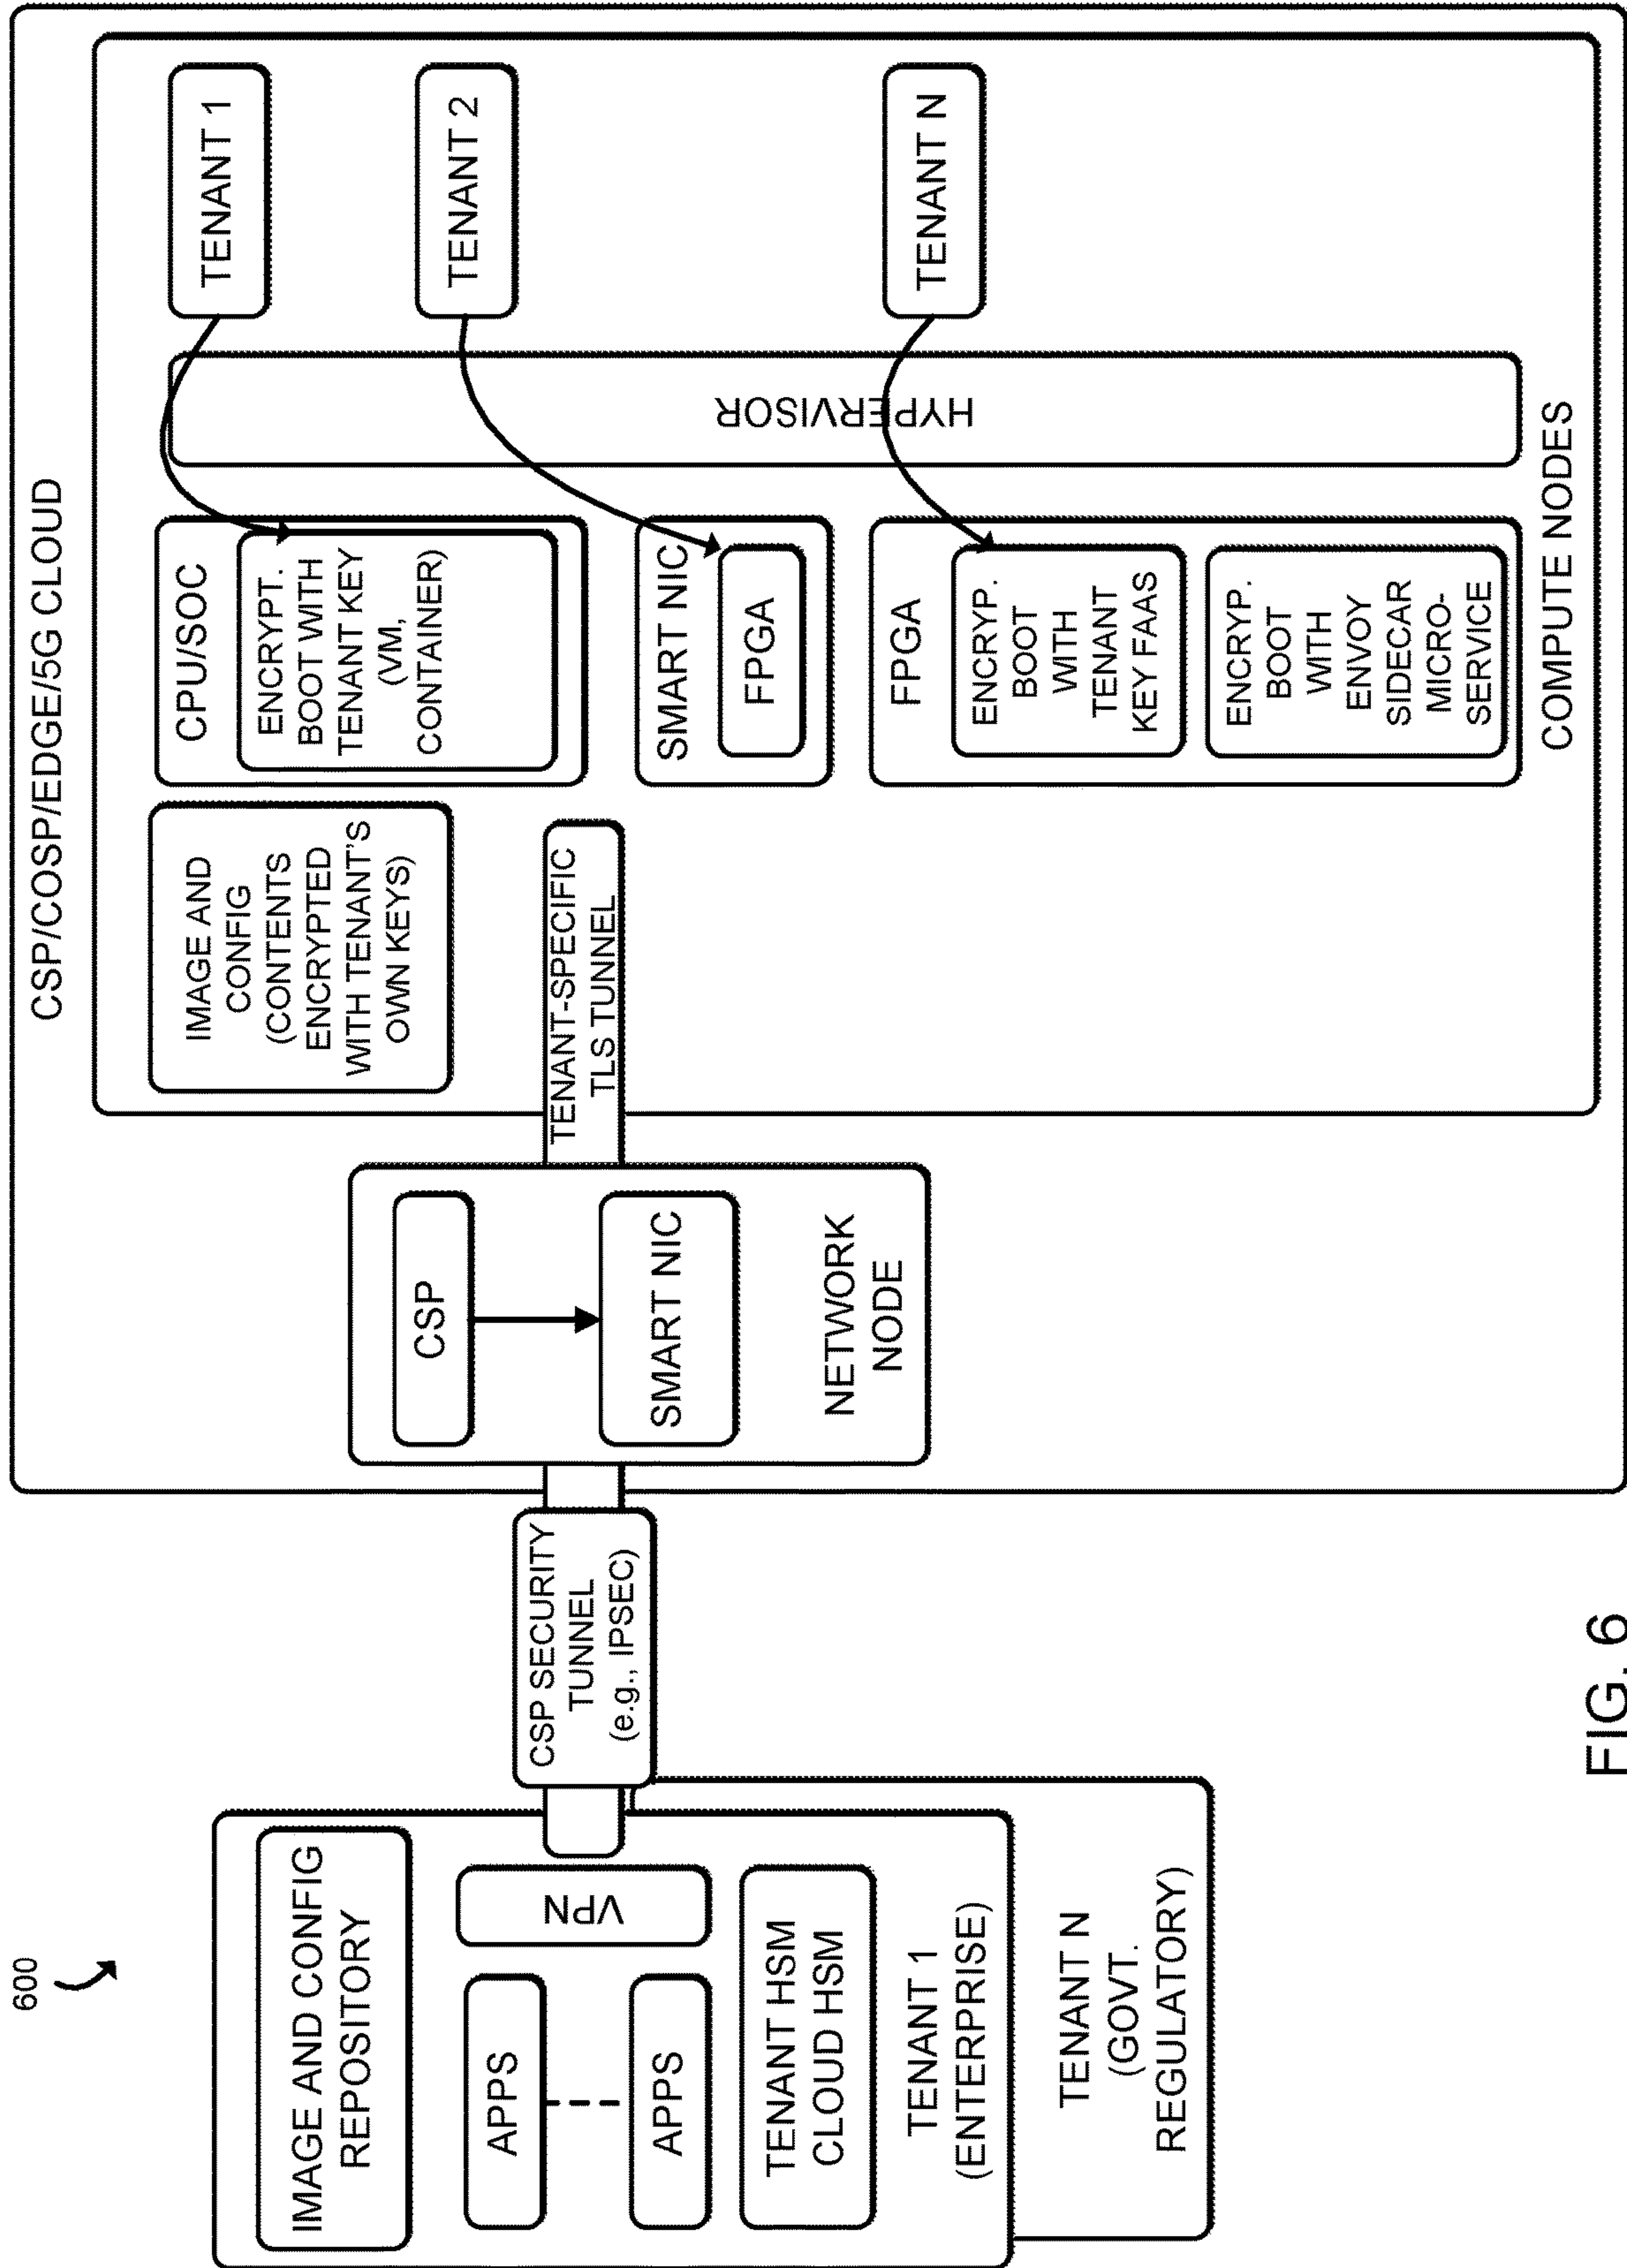 600
IMAGE AND CONFIG
REPOSITORY
APPS
APPS
VPN
TENANT HSM
CLOUD HSM
TENANT 1
(ENTERPRISE)
TENANT N
(GOVT.
REGULATORY)
CSP SECURITY
TUNNEL
(e.g., IPSEC)
CSP/COSP/EDGE/5G CLOUD
CSP
SMART NIC
NETWORK
NODE
IMAGE AND
CONFIG
(CONTENTS
ENCRYPTED
WITH TENANT'S
OWN KEYS)
TENANT-SPECIFIC
TLS TUNNEL
CPU/SOC
ENCRYPT.
BOOT WITH
TENANT KEY
(VM,
CONTAINER)
SMART NIC
FPGA
FPGA
ENCRYP.
BOOT
WITH
TENANT
KEY FAAS
ENCRYP.
BOOT
WITH
ENVOY
SIDECAR
MICRO-
SERVICE
HYPERVISOR
TENANT 1
TENANT 2
TENANT N
COMPUTE NODES
FIG. 6